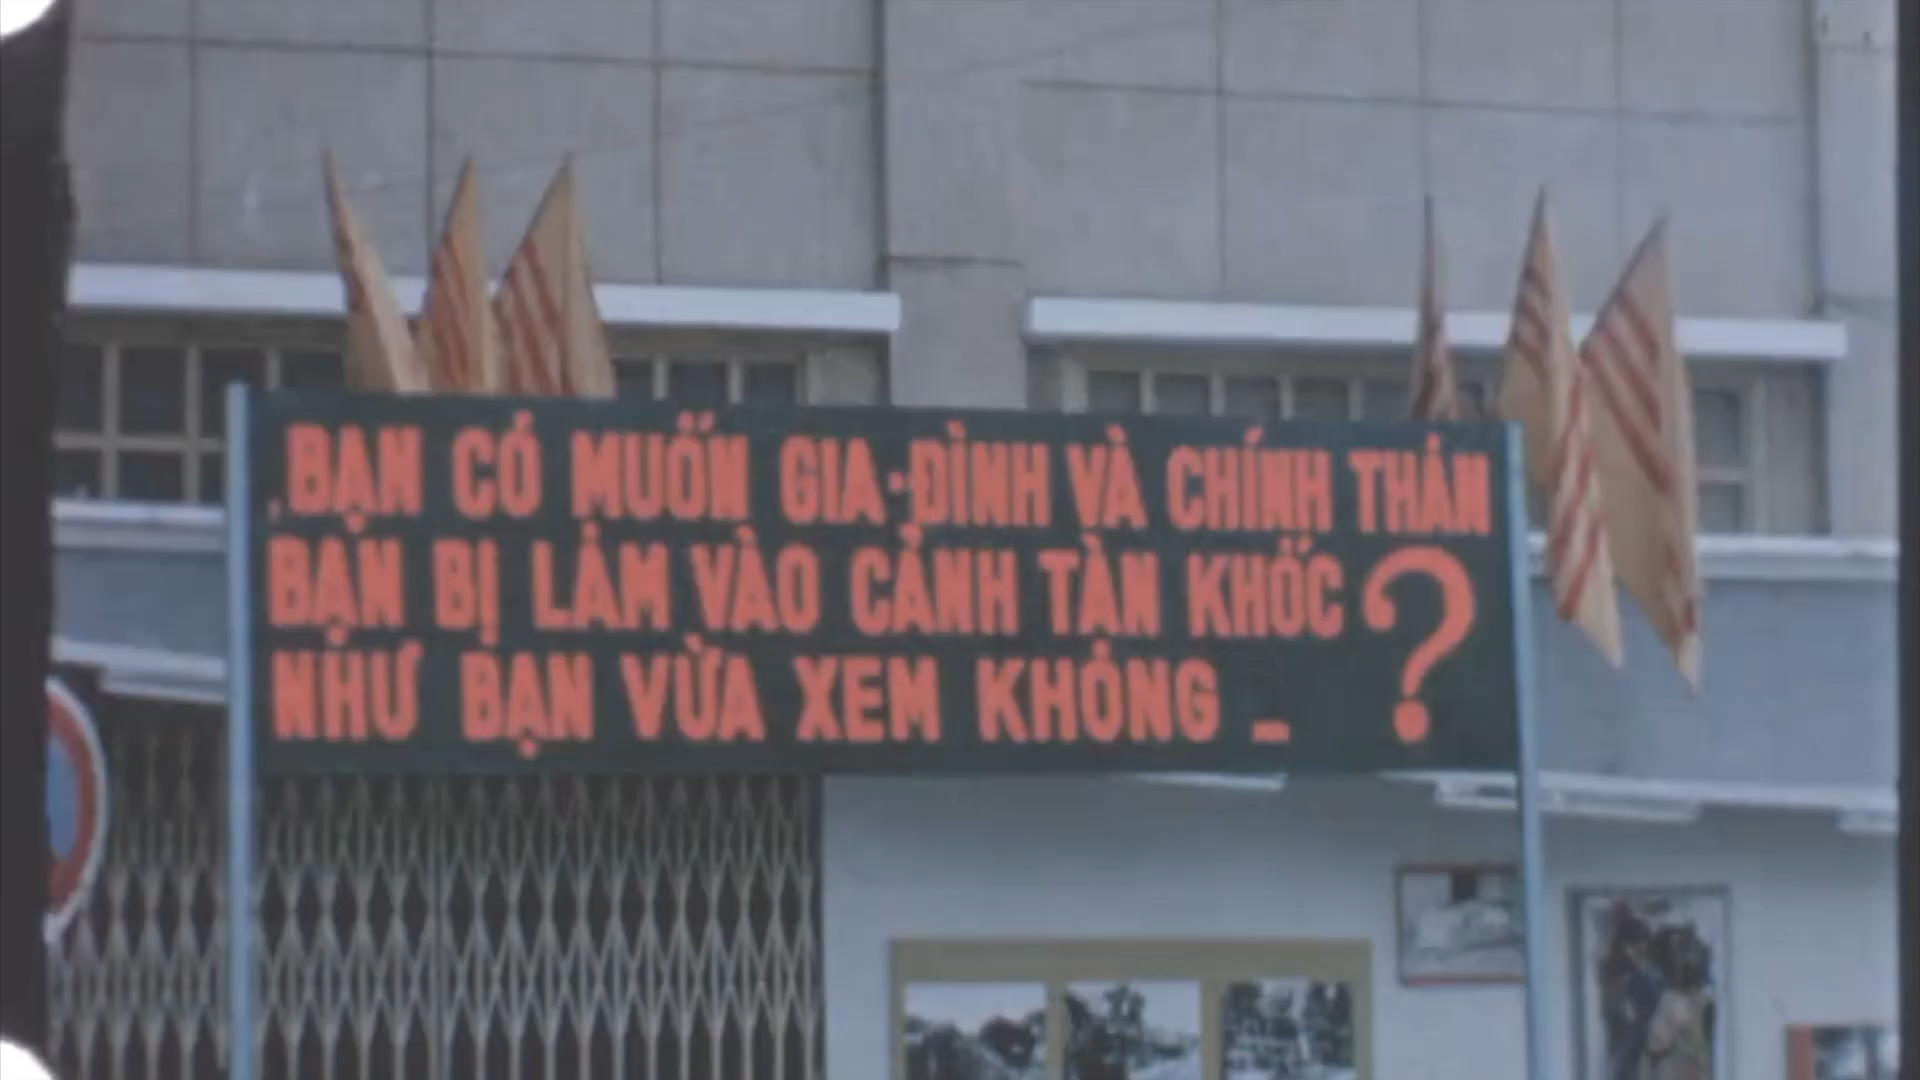 BẠN CÓ MUỐN GIA-ĐÌNH VÀ CHÍNH THÂN
BẠN BỊ LÂM VÀO CẢNH TÀN KHỐC ?
NHƯ BẠN VỪA XEM KHÔNG _